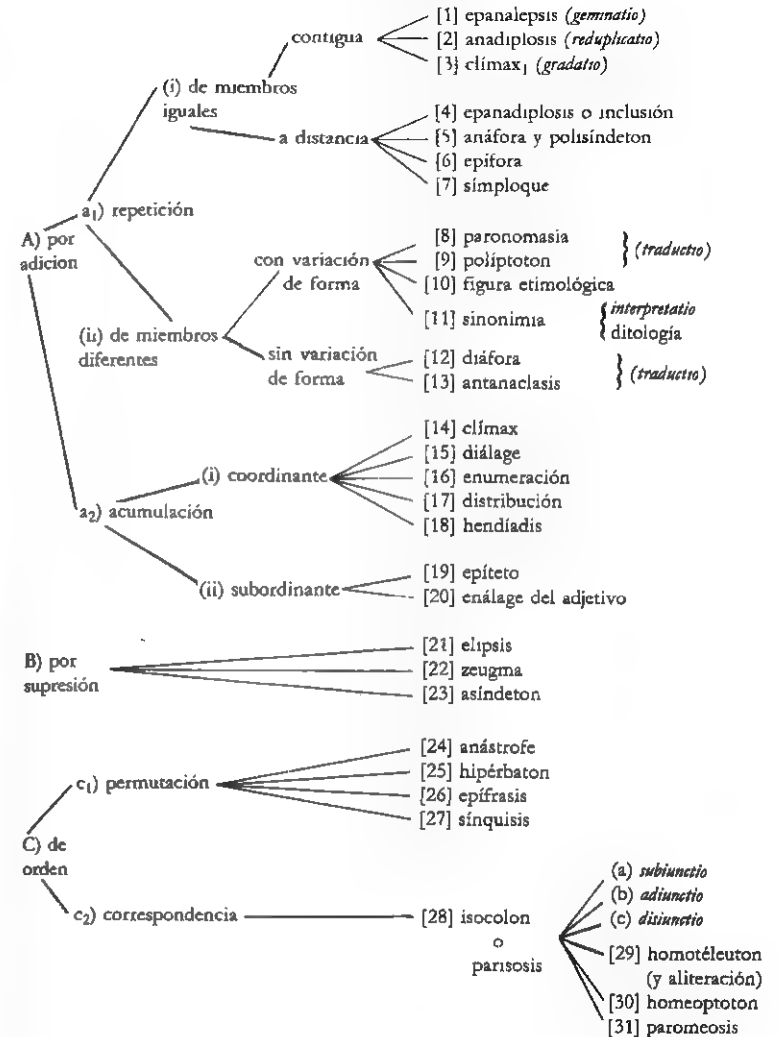 [1] epanalepsis (geminatio)
contigua
[2] anadiplosis (reduplicatio)
[3] clímax₁ (gradatio)
(i) de miembros
iguales
a distancia
[4] epanadiplosis o inclusión
[5] anáfora y polisíndeton
[6] epífora
[7] símploque
a₁) repetición
A) por
adicion
con variación
de forma
[8] paronomasia
[9] políptoton
} (traductio)
[10] figura etimológica
[11] sinonimia
{ interpretatio
ditología
(ii) de miembros
diferentes
sin variación
de forma
[12] diáfora
[13] antanaclasis
} (traductio)
[14] clímax
[15] diálage
(i) coordinante
[16] enumeración
[17] distribución
[18] hendíadis
a₂) acumulación
(ii) subordinante
[19] epíteto
[20] enálage del adjetivo
B) por
supresión
[21] elipsis
[22] zeugma
[23] asíndeton
c₁) permutación
[24] anástrofe
[25] hipérbaton
[26] epífrasis
[27] sínquisis
C) de
orden
c₂) correspondencia
[28] isocolon
o
parisosis
(a) subiunctio
(b) adiunctio
(c) disiunctio
[29] homotéleuton
(y aliteración)
[30] homeoptoton
[31] paromeosis